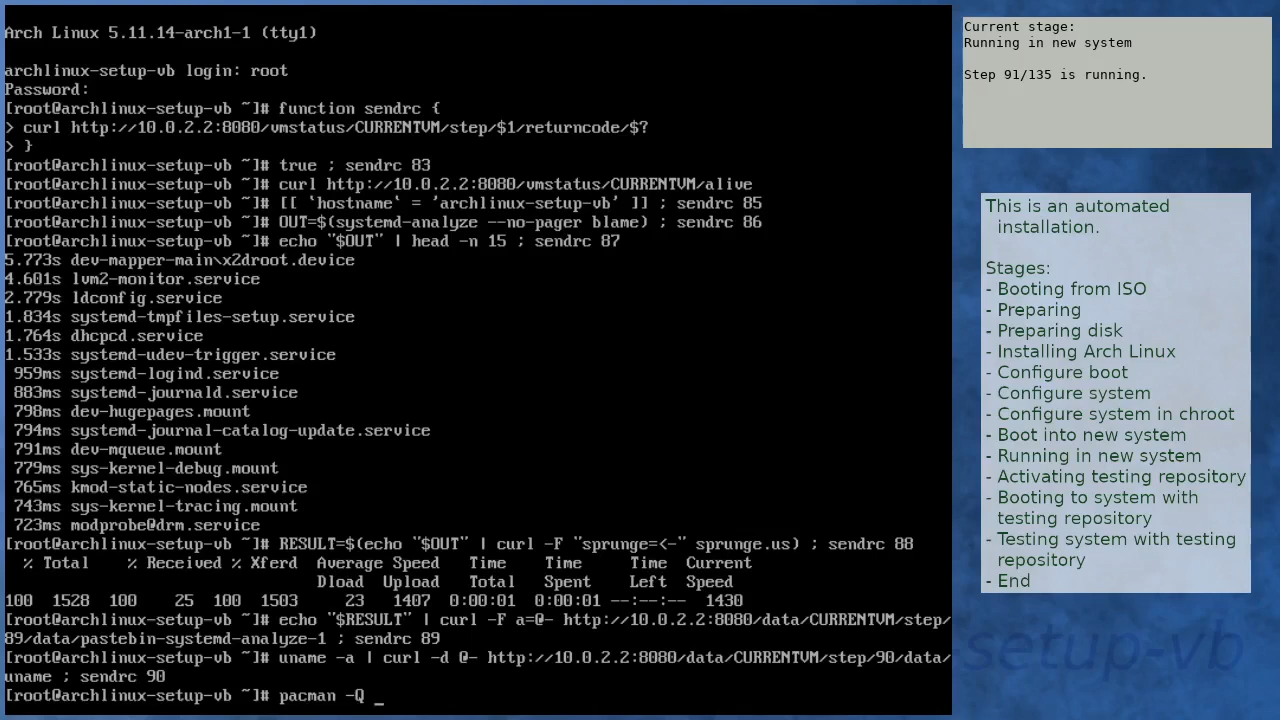 Arch Linux 5.11.14-arch1-1 (tty1)
archlinux-setup-vb login: root
Password:
[root@archlinux-setup-vb ~]# function sendrc {
> curl http://10.0.2.2:8080/vmstatus/CURRENTVM/step/$1/returncode/$?
> }
[root@archlinux-setup-vb ~]# true ; sendrc 83
[root@archlinux-setup-vb ~]# curl http://10.0.2.2:8080/vmstatus/CURRENTVM/alive
[root@archlinux-setup-vb ~]# [[ `hostname` = 'archlinux-setup-vb' ]] ; sendrc 85
[root@archlinux-setup-vb ~]# OUT=$(systemd-analyze --no-pager blame) ; sendrc 86
[root@archlinux-setup-vb ~]# echo "$OUT" | head -n 15 ; sendrc 87
5.773s dev-mapper-main\x2droot.device
4.601s lvm2-monitor.service
2.779s ldconfig.service
1.834s systemd-tmpfiles-setup.service
1.764s dhcpcd.service
1.533s systemd-udev-trigger.service
959ms systemd-logind.service
883ms systemd-journald.service
798ms dev-hugepages.mount
794ms systemd-journal-catalog-update.service
791ms dev-mqueue.mount
779ms sys-kernel-debug.mount
765ms kmod-static-nodes.service
743ms sys-kernel-tracing.mount
723ms modprobe@drm.service
[root@archlinux-setup-vb ~]# RESULT=$(echo "$OUT" | curl -F "sprunge=<-" sprunge.us) ; sendrc 88
% Total % Received % Xferd Average Speed Time Time Time Current
Dload Upload Total Spent Left Speed
100 1528 100 25 100 1503 23 1407 0:00:01 0:00:01 --:--:-- 1430
[root@archlinux-setup-vb ~]# echo "$RESULT" | curl -F a=@- http://10.0.2.2:8080/data/CURRENTVM/step/
89/data/pastebin-systemd-analyze-1 ; sendrc 89
[root@archlinux-setup-vb ~]# uname -a | curl -d @- http://10.0.2.2:8080/data/CURRENTVM/step/90/data/
uname ; sendrc 90
[root@archlinux-setup-vb ~]# pacman -Q _
Current stage:
Running in new system
Step 91/135 is running.
This is an automated
installation.
Stages:
- Booting from ISO
- Preparing
- Preparing disk
- Installing Arch Linux
- Configure boot
- Configure system
- Configure system in chroot
- Boot into new system
- Running in new system
- Activating testing repository
- Booting to system with
testing repository
- Testing system with testing
repository
- End
setup-vb